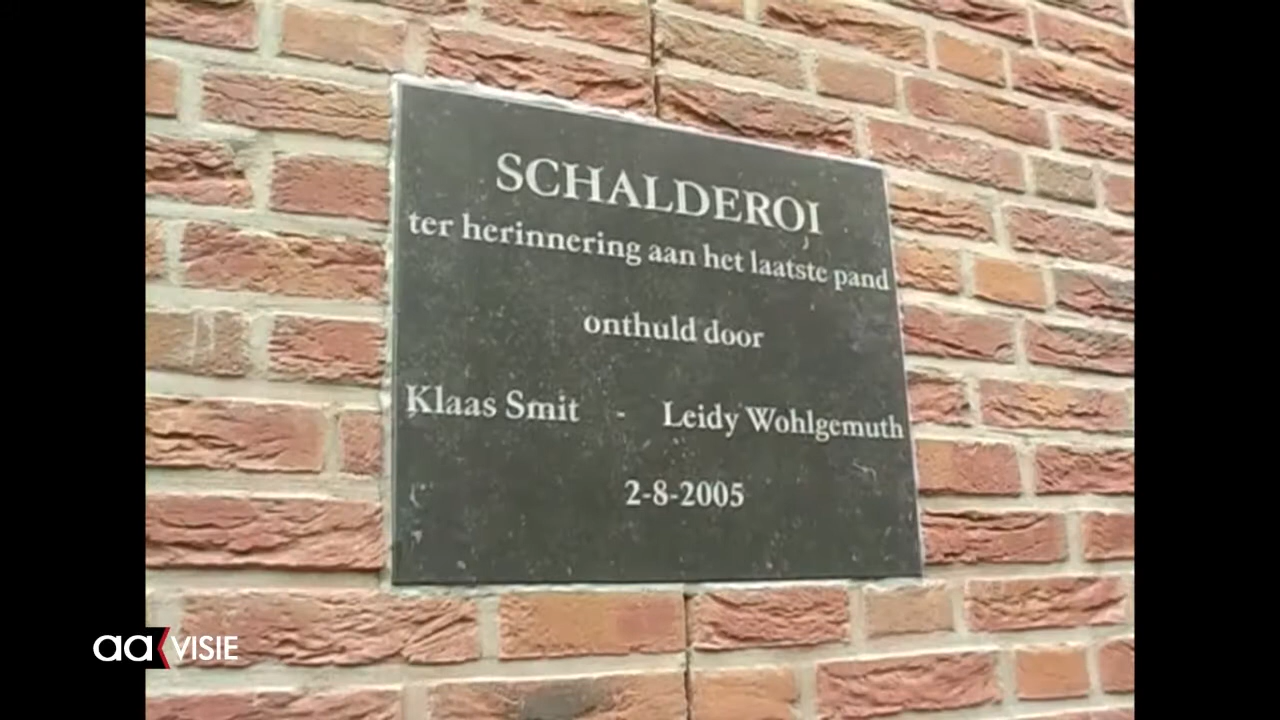 SCHALDEROI
ter herinnering aan het laatste pand
onthuld door
Klaas Smit - Leidy Wohlgemuth
2-8-2005
aa VISIE